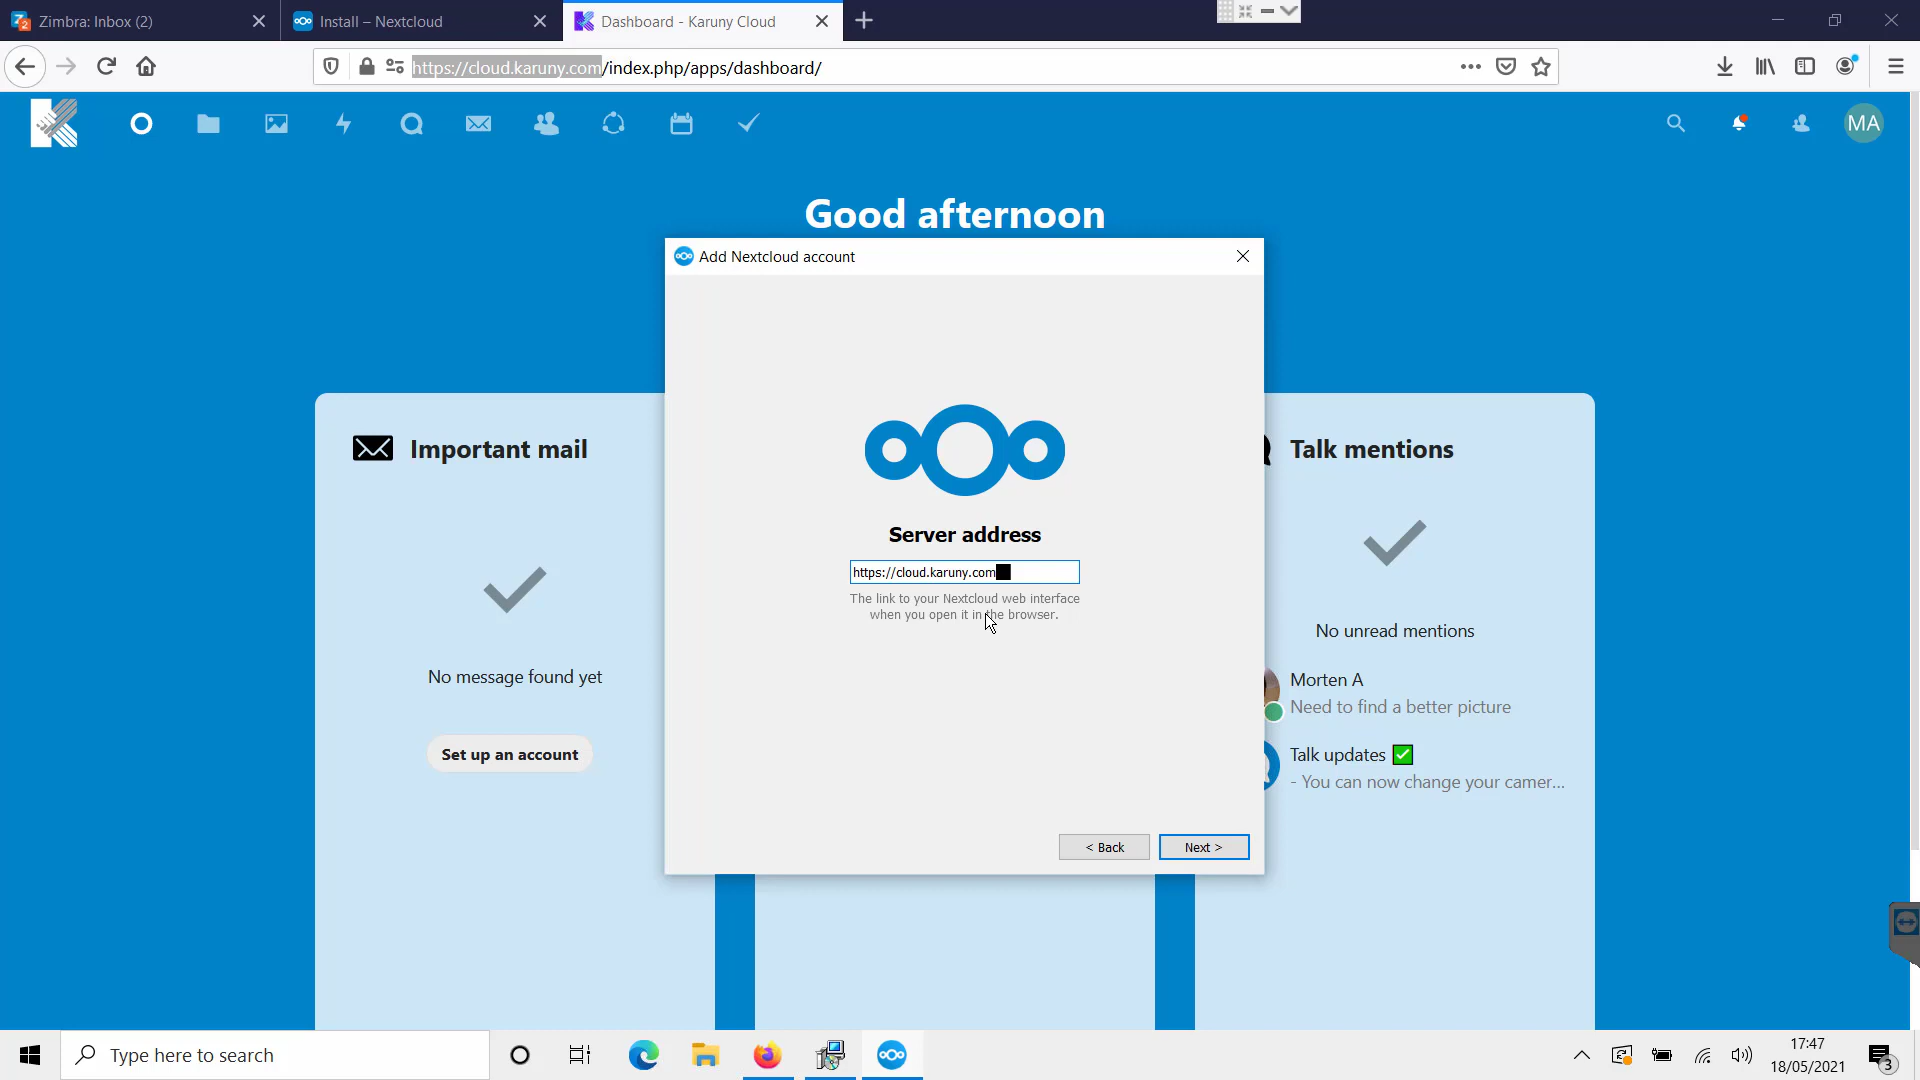 Zimbra: Inbox (2)
Install – Nextcloud
Dashboard - Karuny Cloud
https://cloud.karuny.com/index.php/apps/dashboard/
MA
Good afternoon
Add Nextcloud account
Important mail
No message found yet
Set up an account
Server address
https://cloud.karuny.com
The link to your Nextcloud web interface
when you open it in the browser.
< Back
Next >
Talk mentions
No unread mentions
Morten A
Need to find a better picture
Talk updates ✅
- You can now change your camer...
Type here to search
17:47
18/05/2021
3